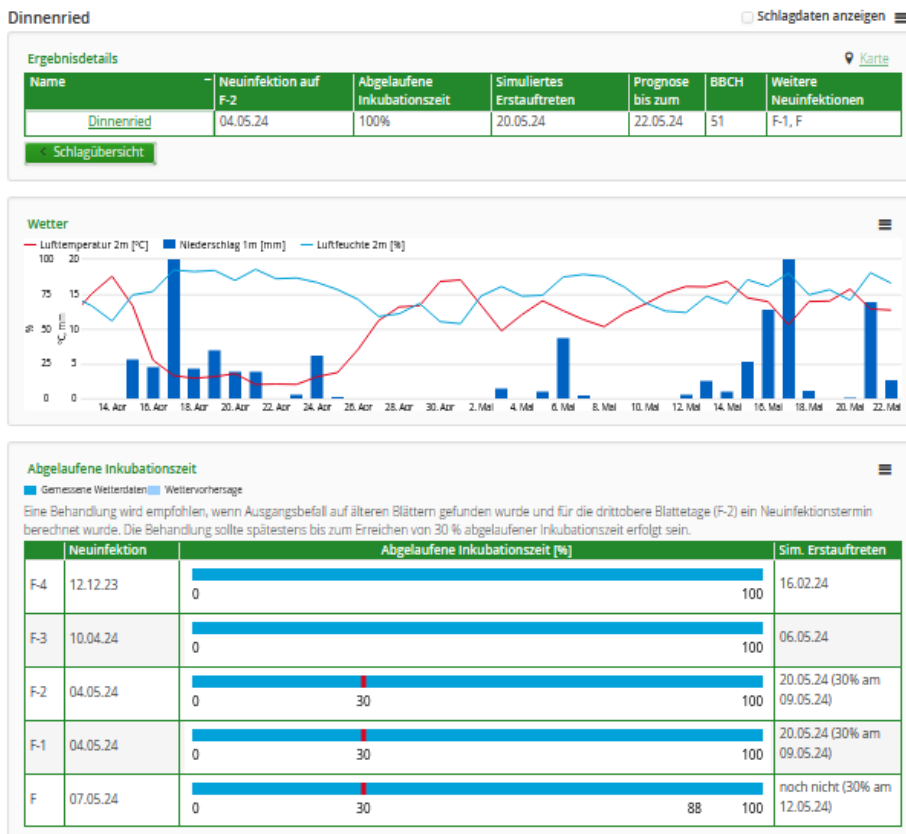 Dinnenried
Schlagdaten anzeigen
Ergebnisdetails
Karte
Name Neuinfektion auf F-2 Abgelaufene Inkubationszeit Simuliertes Erstauftreten Prognose bis zum BBCH Weitere Neuinfektionen
Dinnenried 04.05.24 100% 20.05.24 22.05.24 51 F-1, F
< Schlagübersicht
Wetter
Lufttemperatur 2m [°C] Niederschlag 1m [mm] Luftfeuchte 2m [%]
100 20
75 15
50 10
25 5
0 0
% °C, mm
14. Apr 16. Apr 18. Apr 20. Apr 22. Apr 24. Apr 26. Apr 28. Apr 30. Apr 2. Mai 4. Mai 6. Mai 8. Mai 10. Mai 12. Mai 14. Mai 16. Mai 18. Mai 20. Mai 22. Mai
Abgelaufene Inkubationszeit
Gemessene Wetterdaten Wettervorhersage
Eine Behandlung wird empfohlen, wenn Ausgangsbefall auf älteren Blättern gefunden wurde und für die drittobere Blattetage (F-2) ein Neuinfektionstermin
berechnet wurde. Die Behandlung sollte spätestens bis zum Erreichen von 30 % abgelaufener Inkubationszeit erfolgt sein.
Neuinfektion Abgelaufene Inkubationszeit [%] Sim. Erstauftreten
F-4 12.12.23 0 100 16.02.24
F-3 10.04.24 0 100 06.05.24
F-2 04.05.24 0 30 100 20.05.24 (30% am 09.05.24)
F-1 04.05.24 0 30 100 20.05.24 (30% am 09.05.24)
F 07.05.24 0 30 88 100 noch nicht (30% am 12.05.24)